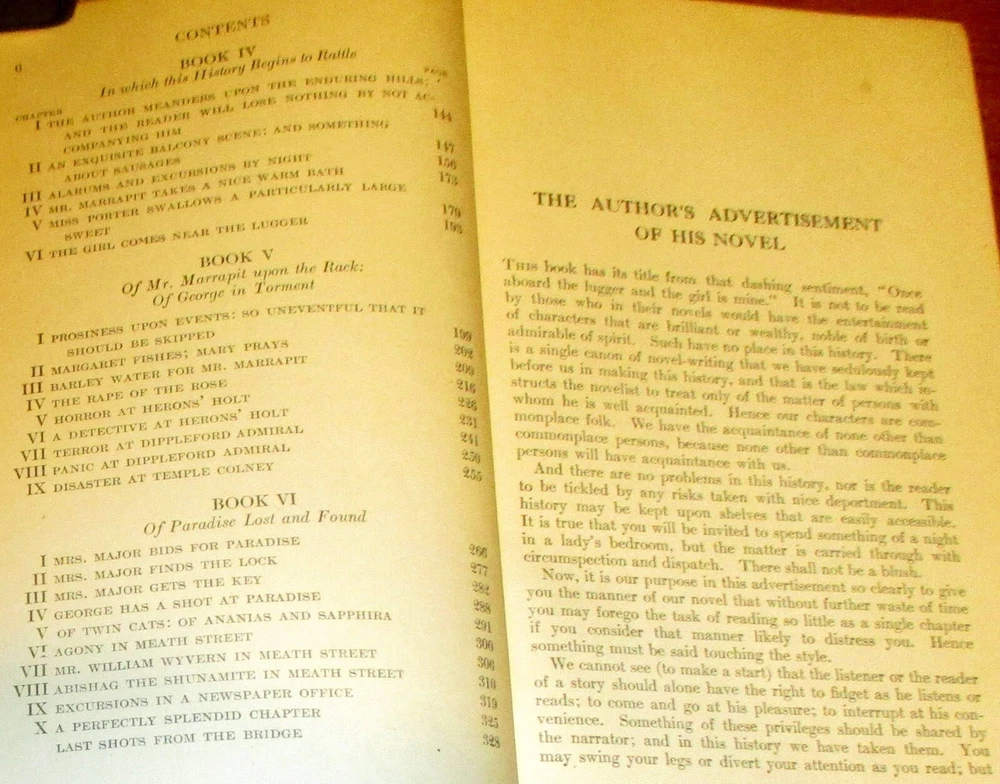 6
CONTENTS
BOOK IV
In which this History Begins to Rattle
CHAPTER PAGE
I THE AUTHOR MEANDERS UPON THE ENDURING HILLS;
AND THE READER WILL LOSE NOTHING BY NOT AC-
COMPANYING HIM 144
II AN EXQUISITE BALCONY SCENE: AND SOMETHING
ABOUT SAUSAGES 147
III ALARUMS AND EXCURSIONS BY NIGHT 156
IV MR. MARRAPIT TAKES A NICE WARM BATH 173
V MISS PORTER SWALLOWS A PARTICULARLY LARGE
SWEET 179
VI THE GIRL COMES NEAR THE LUGGER 193
BOOK V
Of Mr. Marrapit upon the Rack:
Of George in Torment
I PROSINESS UPON EVENTS: SO UNEVENTFUL THAT IT
SHOULD BE SKIPPED 199
II MARGARET FISHES; MARY PRAYS 202
III BARLEY WATER FOR MR. MARRAPIT 209
IV THE RAPE OF THE ROSE 216
V HORROR AT HERONS' HOLT 226
VI A DETECTIVE AT HERONS' HOLT 231
VII TERROR AT DIPPLEFORD ADMIRAL 241
VIII PANIC AT DIPPLEFORD ADMIRAL 250
IX DISASTER AT TEMPLE COLNEY 255
BOOK VI
Of Paradise Lost and Found
I MRS. MAJOR BIDS FOR PARADISE 266
II MRS. MAJOR FINDS THE LOCK 277
III MRS. MAJOR GETS THE KEY 282
IV GEORGE HAS A SHOT AT PARADISE 288
V OF TWIN CATS: OF ANANIAS AND SAPPHIRA 291
VI AGONY IN MEATH STREET 300
VII MR. WILLIAM WYVERN IN MEATH STREET 306
VIII ABISHAG THE SHUNAMITE IN MEATH STREET 310
IX EXCURSIONS IN A NEWSPAPER OFFICE 319
X A PERFECTLY SPLENDID CHAPTER 325
LAST SHOTS FROM THE BRIDGE 328
THE AUTHOR'S ADVERTISEMENT
OF HIS NOVEL
THIS book has its title from that dashing sentiment, "Once
aboard the lugger and the girl is mine." It is not to be read
by those who in their novels would have the entertainment
of characters that are brilliant or wealthy, noble of birth or
admirable of spirit. Such have no place in this history. There
is a single canon of novel-writing that we have sedulously kept
before us in making this history, and that is the law which in-
structs the novelist to treat only of the matter of persons with
whom he is well acquainted. Hence our characters are com-
monplace folk. We have the acquaintance of none other than
commonplace persons, because none other than commonplace
persons will have acquaintance with us.
And there are no problems in this history, nor is the reader
to be tickled by any risks taken with nice deportment. This
history may be kept upon shelves that are easily accessible.
It is true that you will be invited to spend something of a night
in a lady's bedroom, but the matter is carried through with
circumspection and dispatch. There shall not be a blush.
Now, it is our purpose in this advertisement so clearly to give
you the manner of our novel that without further waste of time
you may forego the task of reading so little as a single chapter
if you consider that manner likely to distress you. Hence
something must be said touching the style.
We cannot see (to make a start) that the listener or the reader
of a story should alone have the right to fidget as he listens or
reads; to come and go at his pleasure; to interrupt at his con-
venience. Something of these privileges should be shared by
the narrator; and in this history we have taken them. You
may swing your legs or divert your attention as you read; but